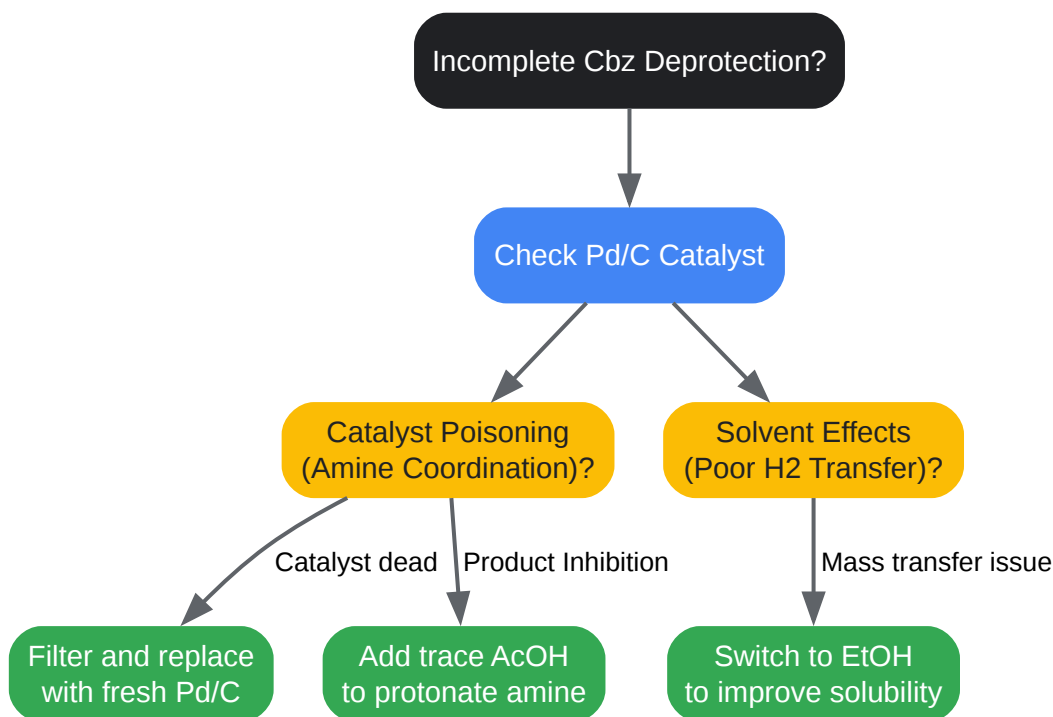 Incomplete Cbz Deprotection?
Check Pd/C Catalyst
Catalyst Poisoning
(Amine Coordination)?
Solvent Effects
(Poor H2 Transfer)?
Catalyst dead
Product Inhibition
Mass transfer issue
Filter and replace
with fresh Pd/C
Add trace AcOH
to protonate amine
Switch to EtOH
to improve solubility